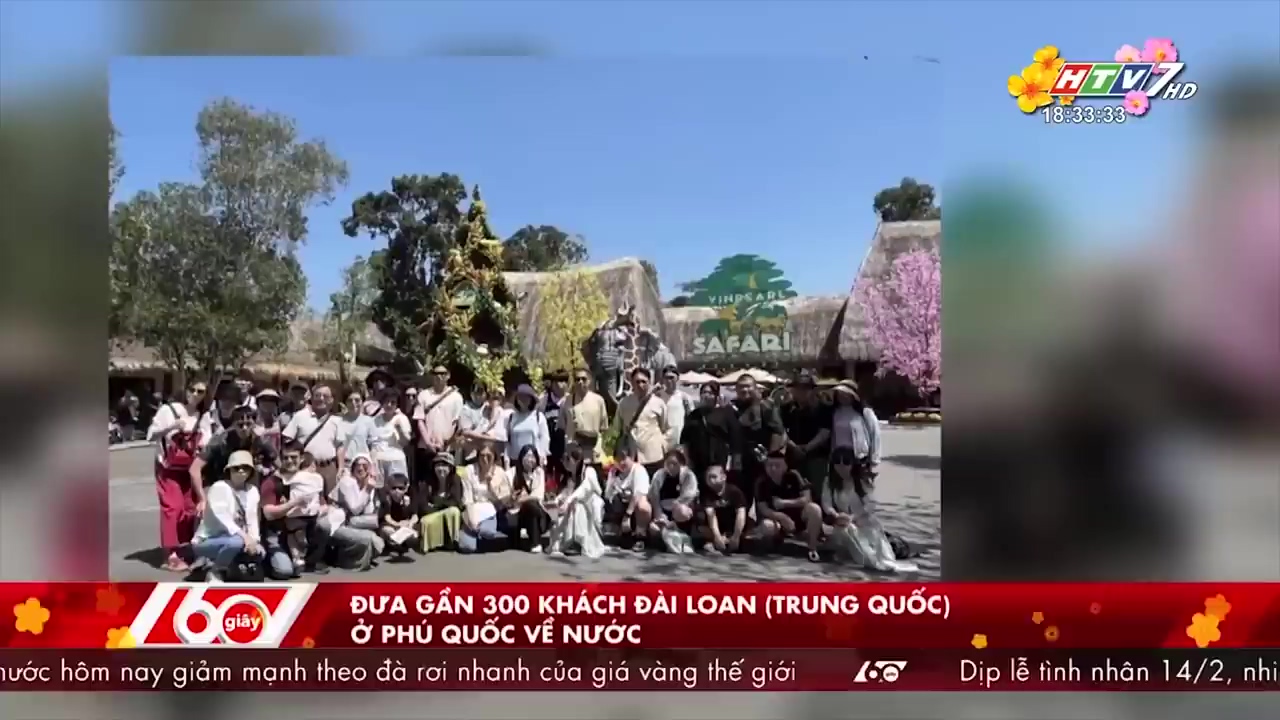 HTV7 HD
18:33:33
VINPEARL
SAFARI
60 giây
ĐƯA GẦN 300 KHÁCH ĐÀI LOAN (TRUNG QUỐC)
Ở PHÚ QUỐC VỀ NƯỚC
nước hôm nay giảm mạnh theo đà rơi nhanh của giá vàng thế giới 60 giây Dịp lễ tình nhân 14/2, nhi